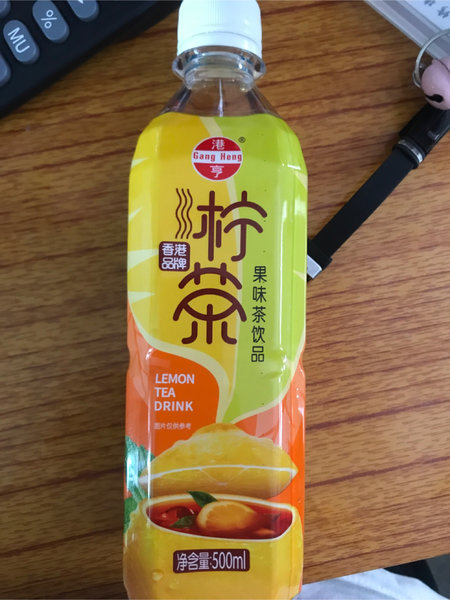 MU
%
港
Gang Heng
®
亨
柠茶
香港
品牌
果味茶饮品
LEMON
TEA
DRINK
图片仅供参考
净含量:500ml